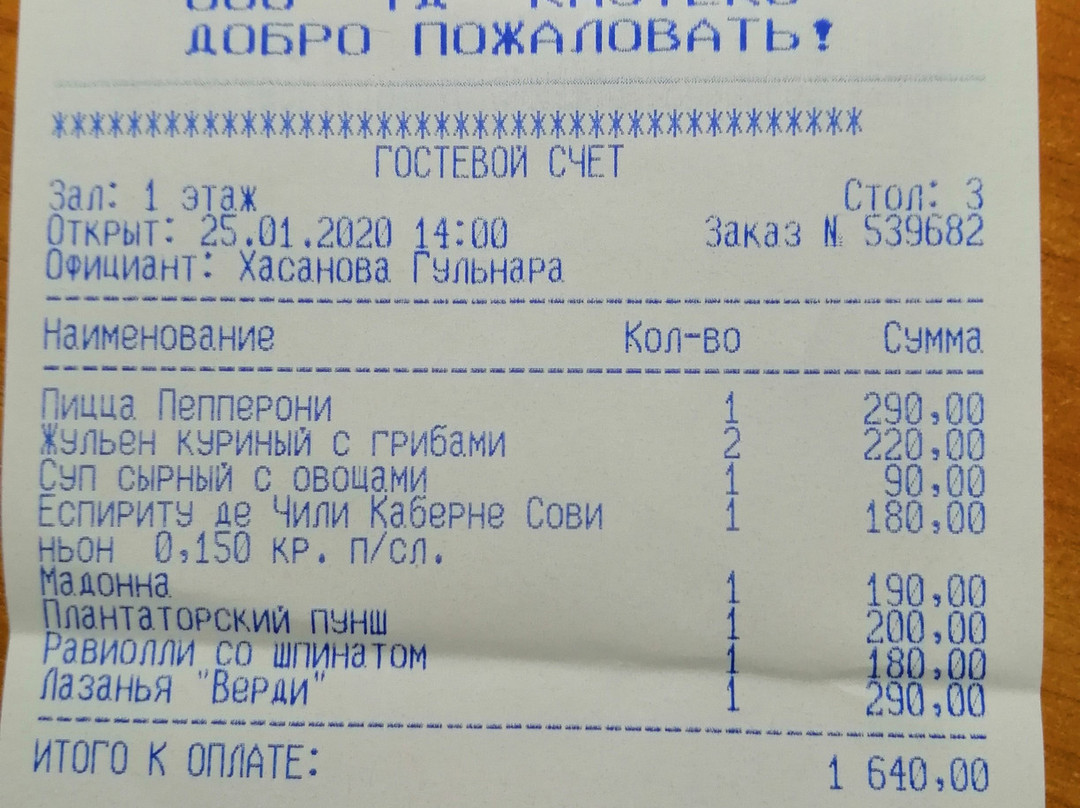 ООО ТД
ДОБРО ПОЖАЛОВАТЬ!
*******************************************
ГОСТЕВОЙ СЧЕТ
Зал: 1 этаж Стол: 3
Открыт: 25.01.2020 14:00 Заказ № 539682
Официант: Хасанова Гульнара
Наименование Кол-во Сумма
Пицца Пепперони 1 290,00
Жульен куриный с грибами 2 220,00
Суп сырный с овощами 1 90,00
Еспириту де Чили Каберне Сови 1 180,00
ньон 0,150 кр. п/сл.
Мадонна 1 190,00
Плантаторский пунш 1 200,00
Равиолли со шпинатом 1 180,00
Лазанья "Верди" 1 290,00
ИТОГО К ОПЛАТЕ: 1 640,00